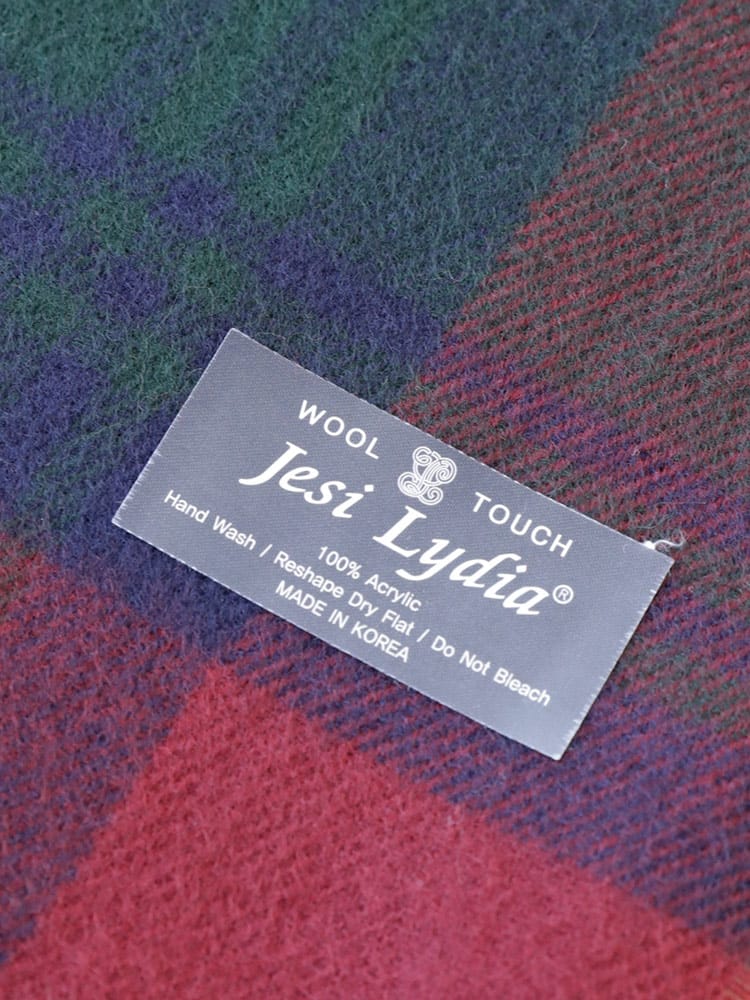 WOOL TOUCH
Jesi Lydia®
100% Acrylic
Hand Wash / Reshape Dry Flat / Do Not Bleach
MADE IN KOREA